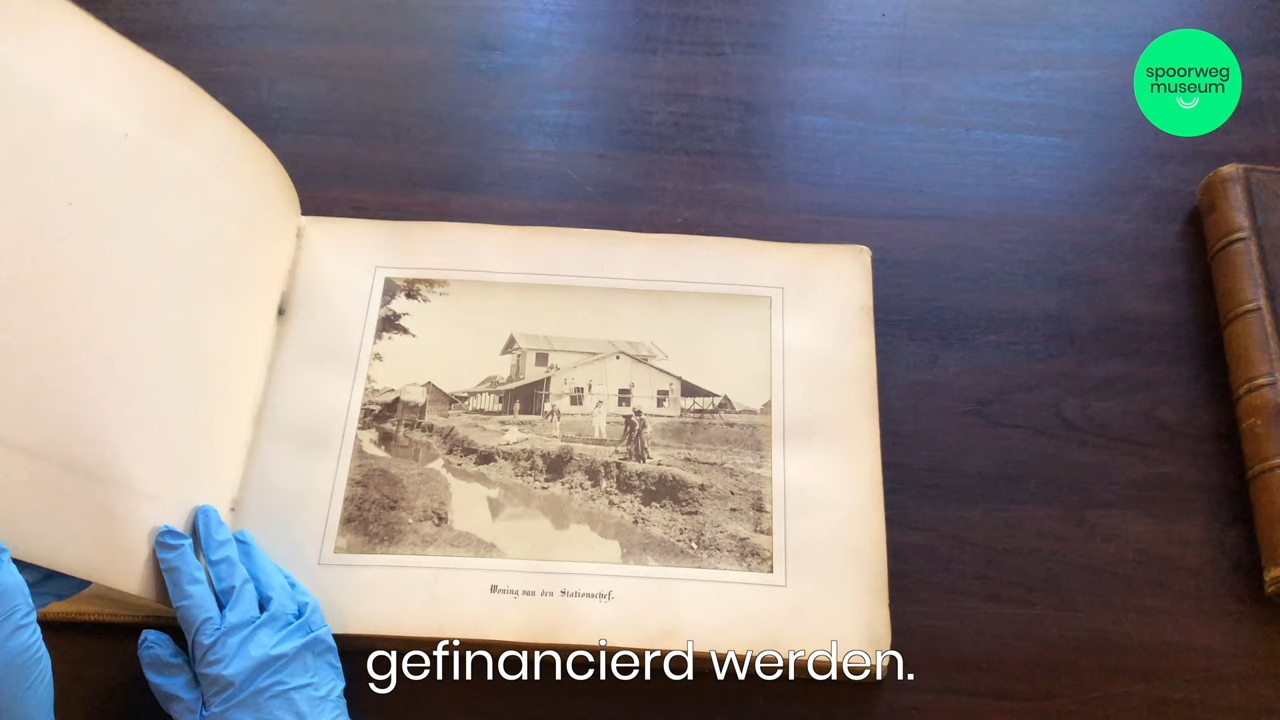 spoorweg
museum
Woning van den Stationschef.
gefinancierd werden.